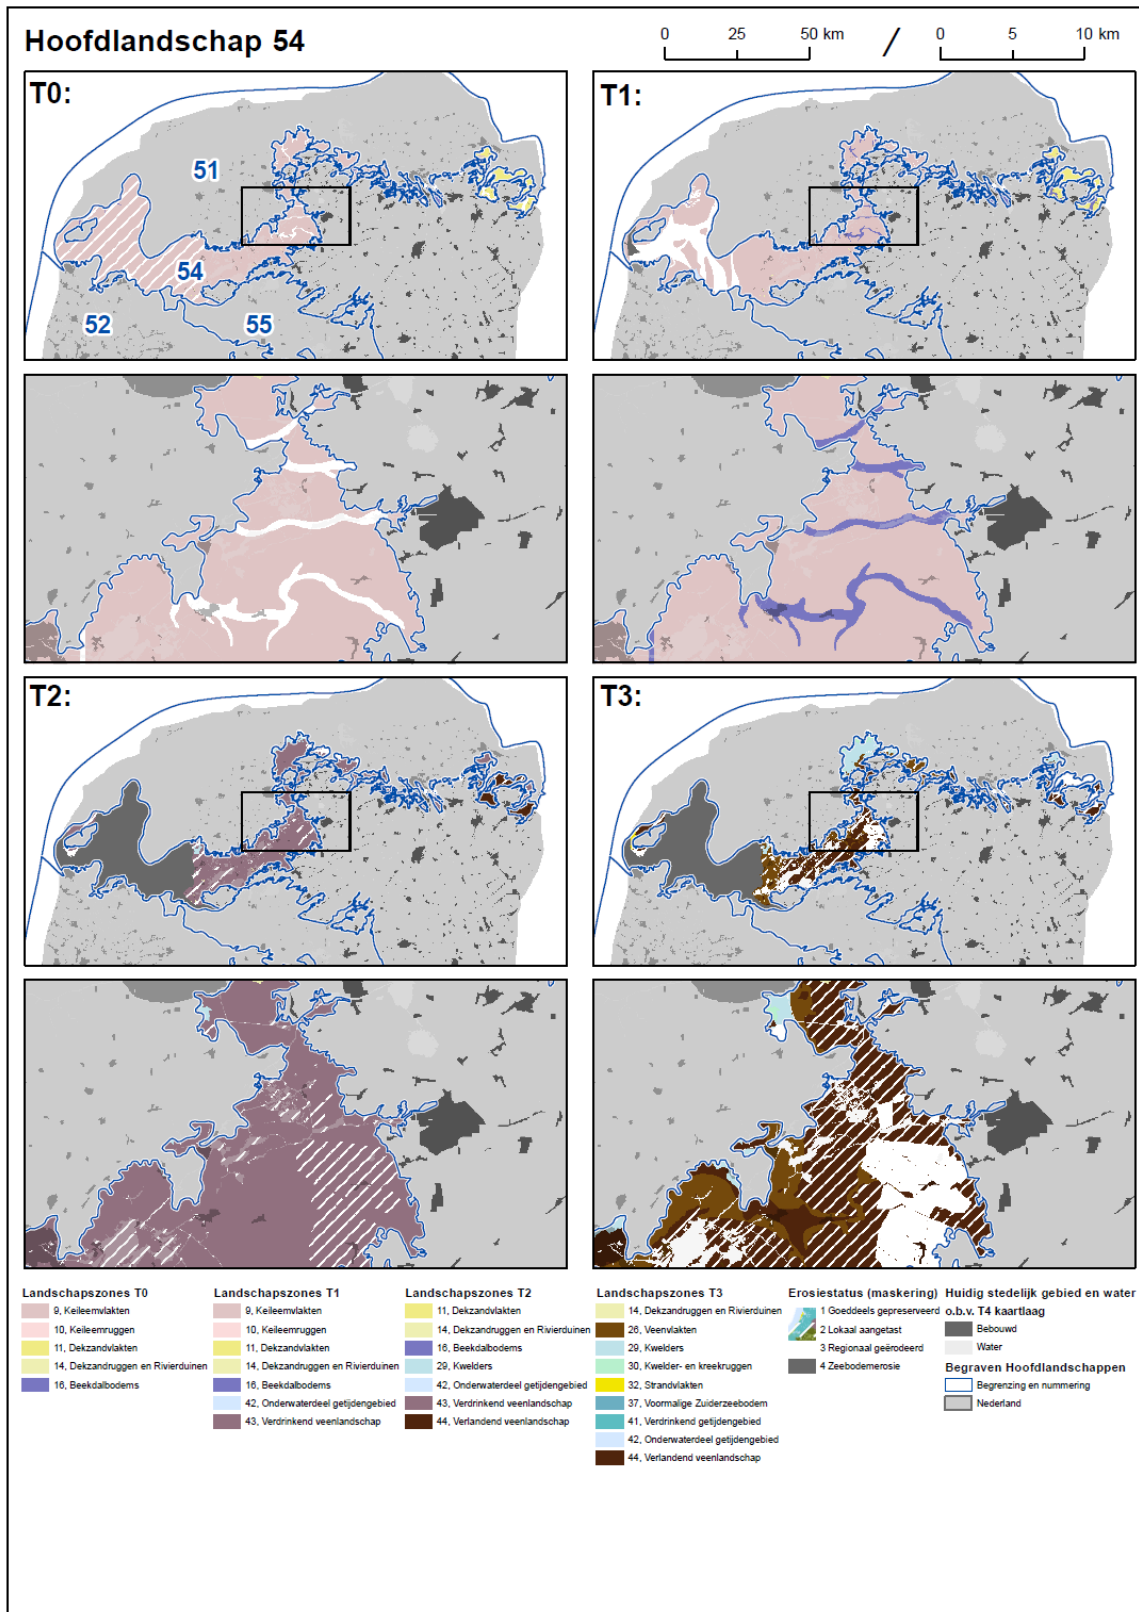 Hoofdlandschap 54
0 25 50 km / 0 5 10 km
T0:
51
54
52
55
T1:
T2:
T3:
Landschapszones T0
9, Keileemvlakten
10, Keileemruggen
11, Dekzandvlakten
14, Dekzandruggen en Rivierduinen
16, Beekdalbodems
Landschapszones T1
9, Keileemvlakten
10, Keileemruggen
11, Dekzandvlakten
14, Dekzandruggen en Rivierduinen
16, Beekdalbodems
42, Onderwaterdeel getijdengebied
43, Verdrinkend veenlandschap
Landschapszones T2
11, Dekzandvlakten
14, Dekzandruggen en Rivierduinen
16, Beekdalbodems
29, Kwelders
42, Onderwaterdeel getijdengebied
43, Verdrinkend veenlandschap
44, Verlandend veenlandschap
Landschapszones T3
14, Dekzandruggen en Rivierduinen
26, Veenvlakten
29, Kwelders
30, Kwelder- en kreekruggen
32, Strandvlakten
37, Voormalige Zuiderzeebodem
41, Verdrinkend getijdengebied
42, Onderwaterdeel getijdengebied
44, Verlandend veenlandschap
Erosiestatus (maskering)
1 Goeddeels gepreserveerd
2 Lokaal aangetast
3 Regionaal geërodeerd
4 Zeebodemerosie
Huidig stedelijk gebied en water
o.b.v. T4 kaartlaag
Bebouwd
Water
Begraven Hoofdlandschappen
Begrenzing en nummering
Nederland